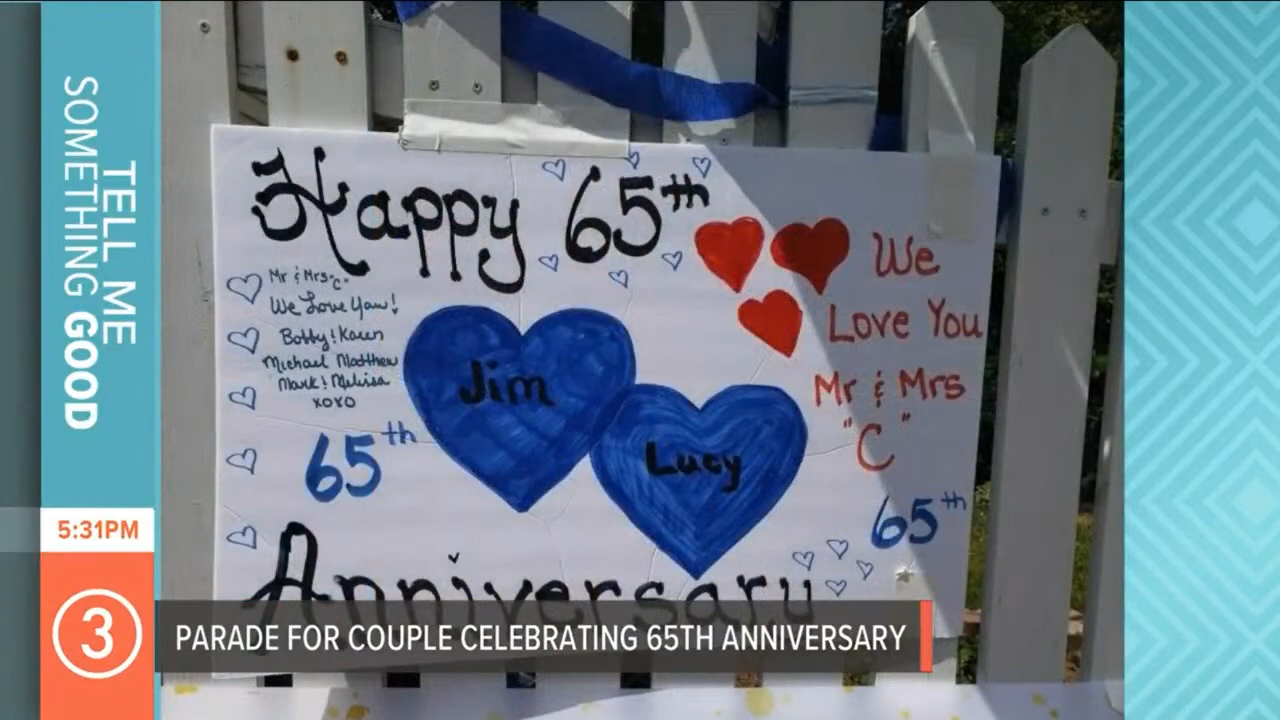 TELL ME
SOMETHING GOOD
5:31PM
3
Happy 65th
Mr & Mrs "C"
We Love Yaw!
Bobby & Karen
Michael Matthew
Mark & Melissa
xoxo
65th
Jim
Lucy
We
Love You
Mr & Mrs
"C"
65th
Anniversary
PARADE FOR COUPLE CELEBRATING 65TH ANNIVERSARY